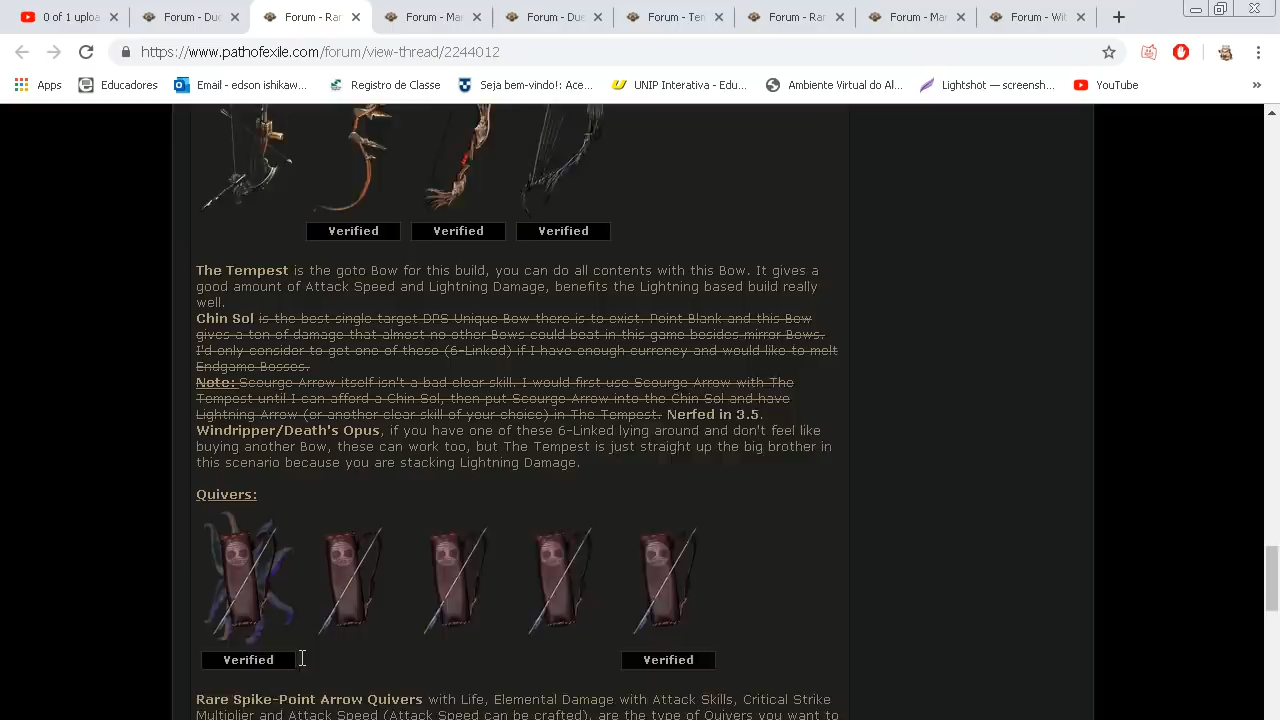 0 of 1 uploa
Forum - Duc
Forum - Rar
Forum - Mar
Forum - Due
Forum - Tem
Forum - Rar
Forum - Mar
Forum - Wit
https://www.pathofexile.com/forum/view-thread/2244012
Apps
Educadores
Email - edson ishikaw...
Registro de Classe
Seja bem-vindo!: Ace...
UNIP Interativa - Edu...
Ambiente Virtual do Al...
Lightshot — screensh...
YouTube
»
Verified
Verified
Verified
The Tempest is the goto Bow for this build, you can do all contents with this Bow. It gives a
good amount of Attack Speed and Lightning Damage, benefits the Lightning based build really
well.
Chin Sol is the best single target DPS Unique Bow there is to exist. Point Blank and this Bow
gives a ton of damage that almost no other Bows could beat in this game besides mirror Bows.
I'd only consider to get one of these (6-Linked) if I have enough currency and would like to melt
Endgame Bosses.
Note: Scourge Arrow itself isn't a bad clear skill. I would first use Scourge Arrow with The
Tempest until I can afford a Chin Sol, then put Scourge Arrow into the Chin Sol and have
Lightning Arrow (or another clear skill of your choice) in The Tempest. Nerfed in 3.5.
Windripper/Death's Opus, if you have one of these 6-Linked lying around and don't feel like
buying another Bow, these can work too, but The Tempest is just straight up the big brother in
this scenario because you are stacking Lightning Damage.
Quivers:
Verified
Verified
Rare Spike-Point Arrow Quivers with Life, Elemental Damage with Attack Skills, Critical Strike
Multiplier and Attack Speed (Attack Speed can be crafted), are the type of Quivers you want to